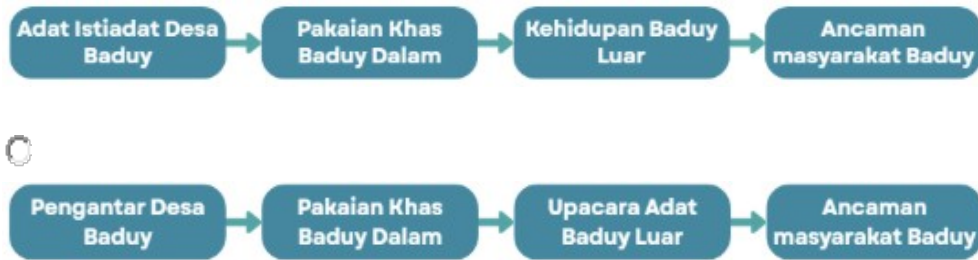 Adat Istiadat Desa
Baduy
Pakaian Khas
Baduy Dalam
Kehidupan Baduy
Luar
Ancaman
masyarakat Baduy
Pengantar Desa
Baduy
Pakaian Khas
Baduy Dalam
Upacara Adat
Baduy Luar
Ancaman
masyarakat Baduy